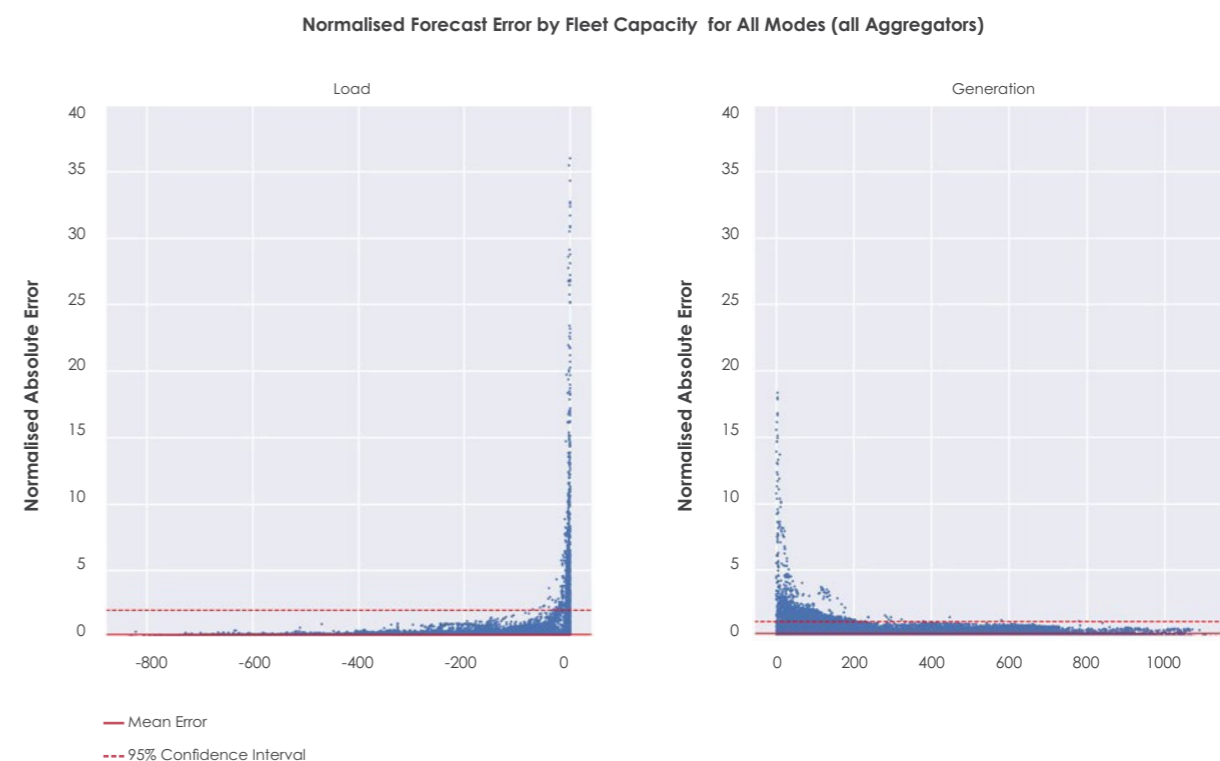 Normalised Forecast Error by Fleet Capacity for All Modes (all Aggregators)
Load
Normalised Absolute Error
40
35
30
25
20
15
10
5
0
-800 -600 -400 -200 0
Generation
Normalised Absolute Error
40
35
30
25
20
15
10
5
0
0 200 400 600 800 1000
Mean Error
95% Confidence Interval